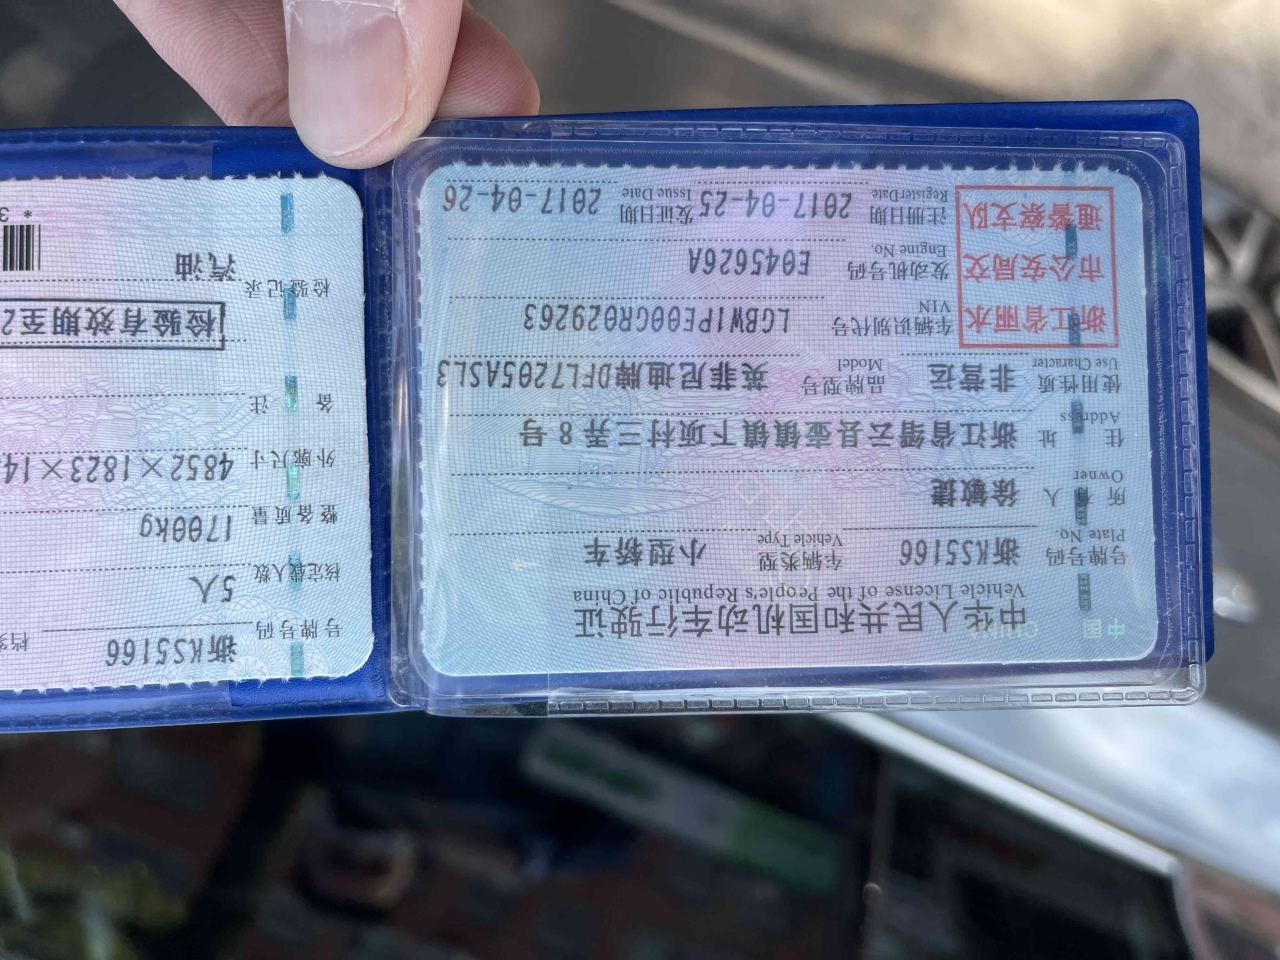 中华人民共和国机动车行驶证
Vehicle License of the People's Republic of China
号牌号码 浙KS5166 车辆类型 小型轿车
Plate No. Vehicle Type
所有人 徐敏捷
Owner
住址 浙江省缙云县壶镇镇下项村三弄8号
Address
使用性质 非营运 品牌型号 英菲尼迪牌DFL7205ASL3
Use Character Model
浙江省丽水
市公安局交
通警察支队
车辆识别代号 LGBW1PE00GR029263
VIN
发动机号码 E045626A
Engine No.
注册日期 2017-04-25 发证日期 2017-04-26
Register Date Issue Date
中国
CHINA
号牌号码 浙KS5166 档
核定载人数 5人
整备质量 1700kg
外廓尺寸 4852×1823×14
备注
检验有效期至2
检验记录
汽油